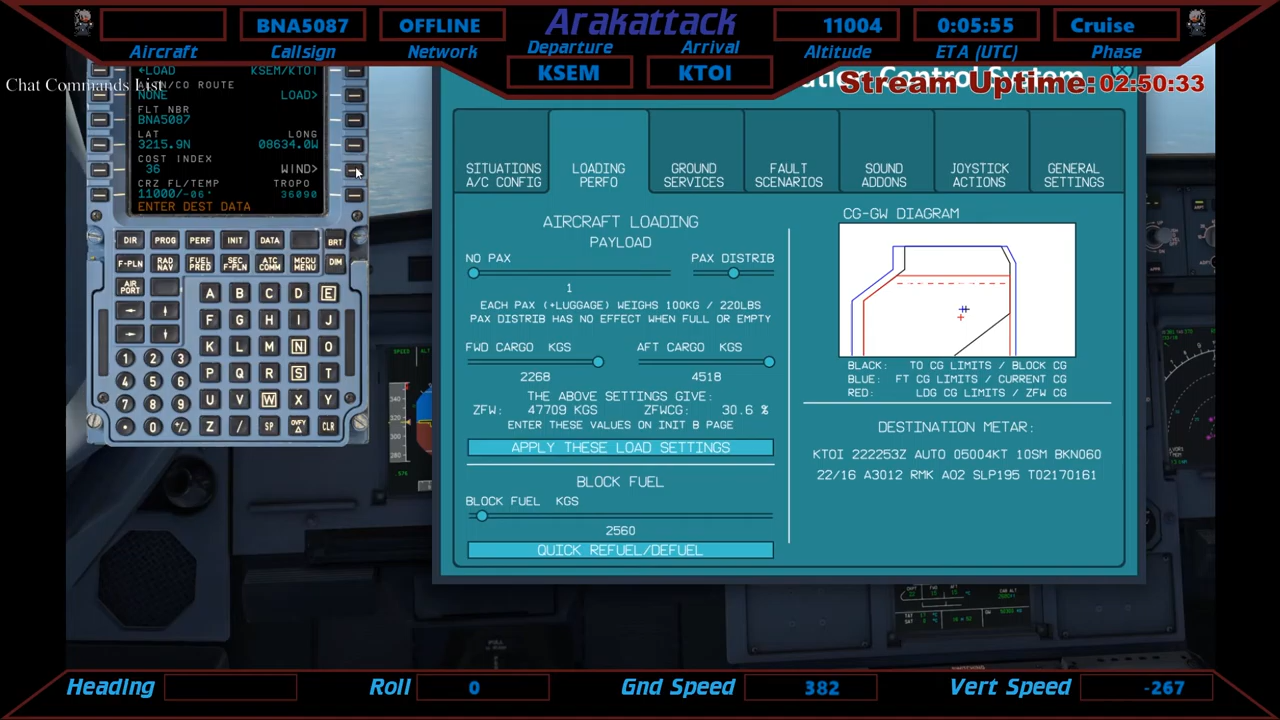 BNA5087
OFFLINE
Arakattack
11004
0:05:55
Cruise
Aircraft
Callsign
Network
Departure
Arrival
Altitude
ETA (UTC)
Phase
KSEM
KTOI
Chat Commands List
Stream Uptime: 02:50:33
←LOAD KSEM/KTOI
NONE LOAD>
FLT NBR
BNA5087
LAT LONG
3215.9N 08634.0W
COST INDEX
36 WIND>
CRZ FL/TEMP TROPO
11000/-06° 36090
ENTER DEST DATA
DIR PROG PERF INIT DATA BRT
F-PLN RAD NAV FUEL PRED SEC F-PLN ATC COMM MCDU MENU DIM
AIR PORT
A B C D E
F G H I J
K L M N O
1 2 3
P Q R S T
4 5 6
U V W X Y
7 8 9
Z / SP OVFY Δ CLR
. 0 +/-
SITUATIONS A/C CONFIG
LOADING PERFO
GROUND SERVICES
FAULT SCENARIOS
SOUND ADDONS
JOYSTICK ACTIONS
GENERAL SETTINGS
AIRCRAFT LOADING
PAYLOAD
NO PAX PAX DISTRIB
1
EACH PAX (+LUGGAGE) WEIGHS 100KG / 220LBS
PAX DISTRIB HAS NO EFFECT WHEN FULL OR EMPTY
FWD CARGO KGS AFT CARGO KGS
2268 4518
THE ABOVE SETTINGS GIVE:
ZFW: 47709 KGS ZFWCG: 30.6 %
ENTER THESE VALUES ON INIT B PAGE
APPLY THESE LOAD SETTINGS
BLOCK FUEL
BLOCK FUEL KGS
2560
QUICK REFUEL/DEFUEL
CG-GW DIAGRAM
BLACK: TO CG LIMITS / BLOCK CG
BLUE: FT CG LIMITS / CURRENT CG
RED: LDG CG LIMITS / ZFW CG
DESTINATION METAR:
KTOI 222253Z AUTO 05004KT 10SM BKN060
22/16 A3012 RMK AO2 SLP195 T02170161
SPEED ALT
Heading
Roll 0
Gnd Speed 382
Vert Speed -267